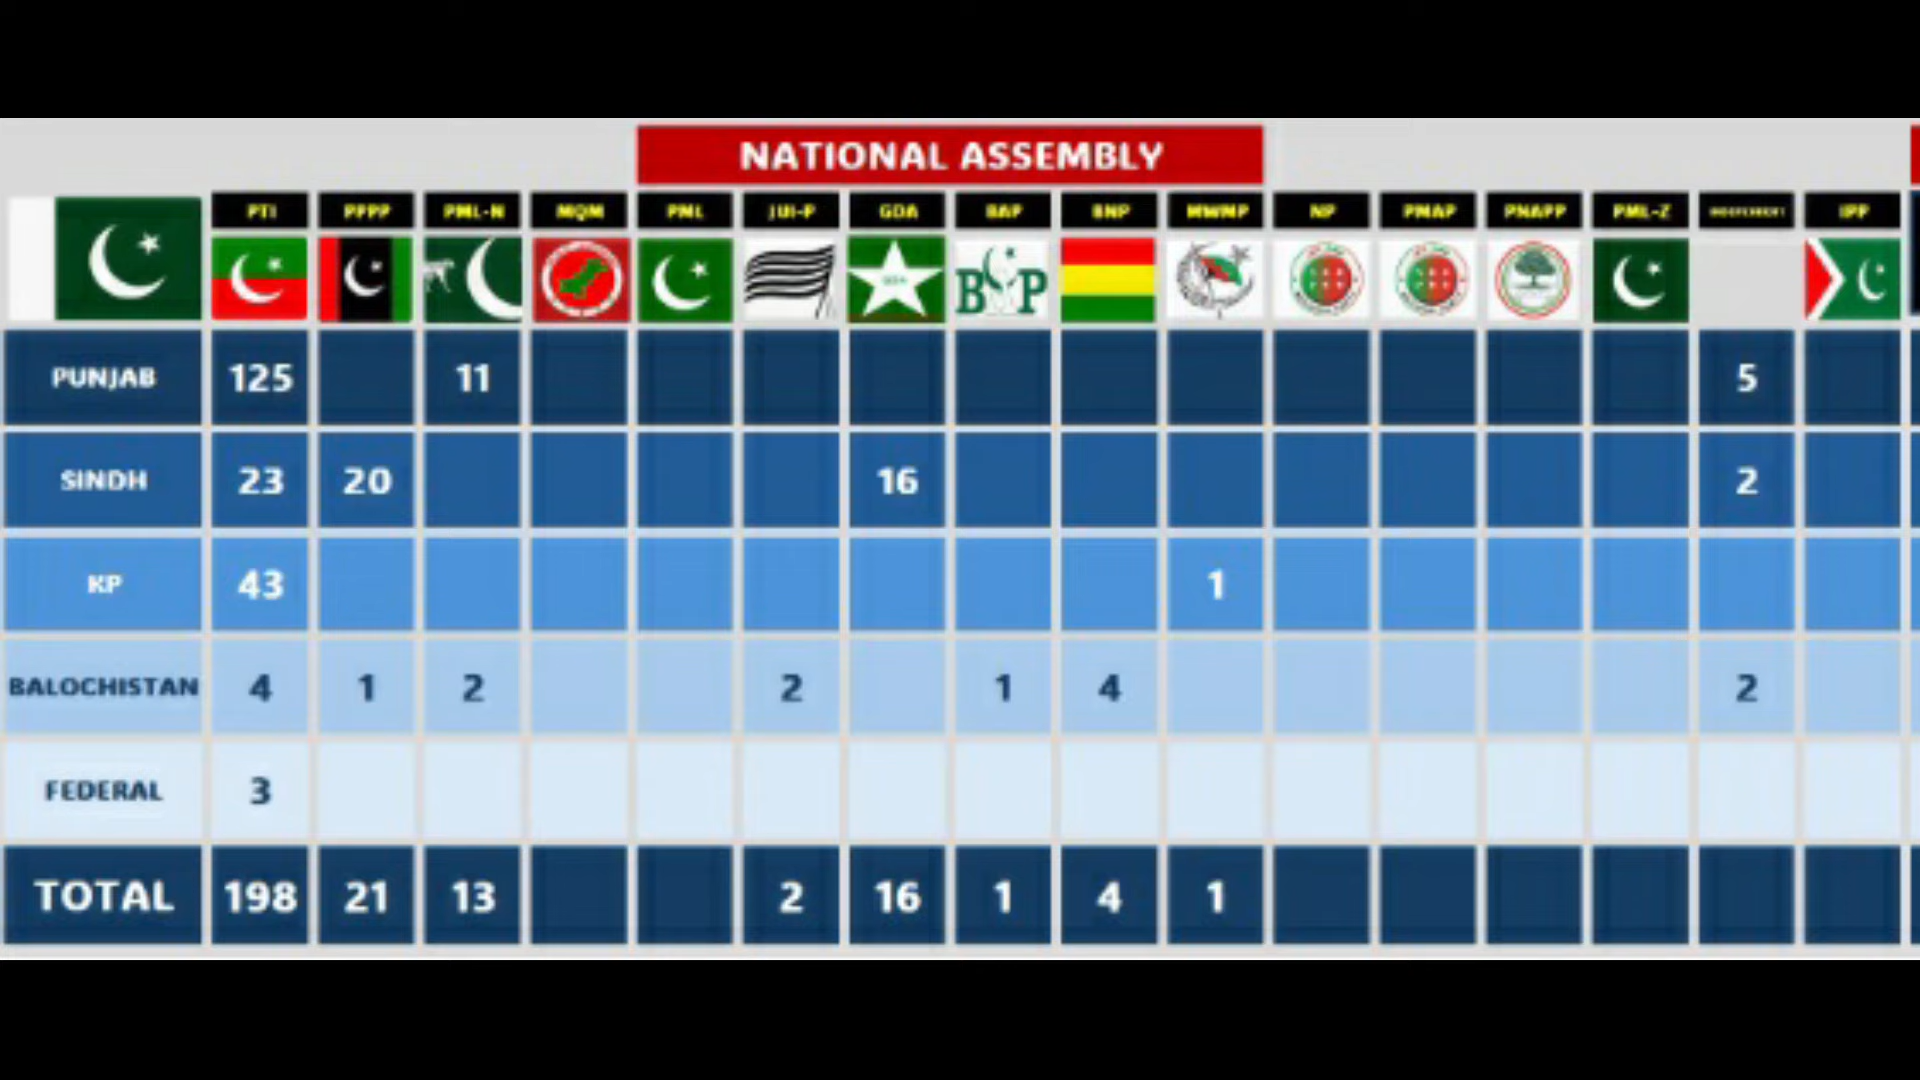 NATIONAL ASSEMBLY
PTI PPPP PML-N MQM PML JUI-F GDA BAP BNP MWMP NP PMAP PNAPP PML-Z INDEPENDENT IPP
BAP
PUNJAB 125 11 5
SINDH 23 20 16 2
KP 43 1
BALOCHISTAN 4 1 2 2 1 4 2
FEDERAL 3
TOTAL 198 21 13 2 16 1 4 1